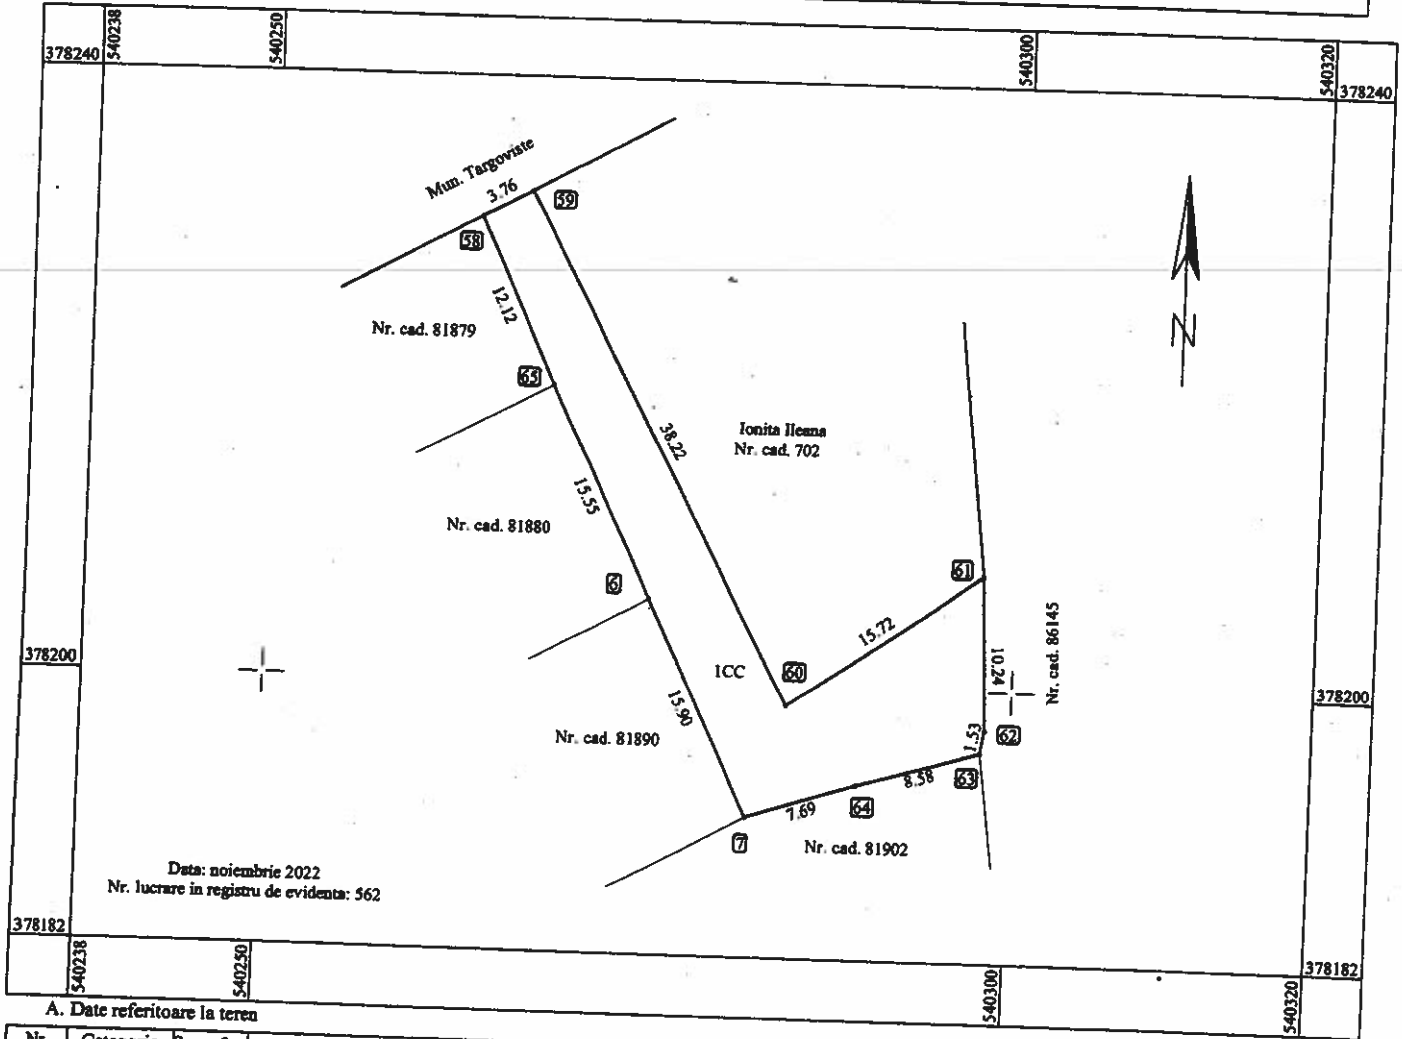 540238
540250
540300
540320
378240
378240
Mun. Targoviste
3.76
59
58
12.12
Nr. cad. 81879
N
65
38.22
Ionita Ileana
Nr. cad. 702
15.55
Nr. cad. 81880
6
61
15.72
Nr. cad. 86145
10.24
378200
1CC
60
378200
15.90
Nr. cad. 81890
1.53
62
63
8.58
7.69
64
7
Nr. cad. 81902
Data: noiembrie 2022
Nr. lucrare in registru de evidenta: 562
378182
378182
540238
540250
540300
540320
A. Date referitoare la teren